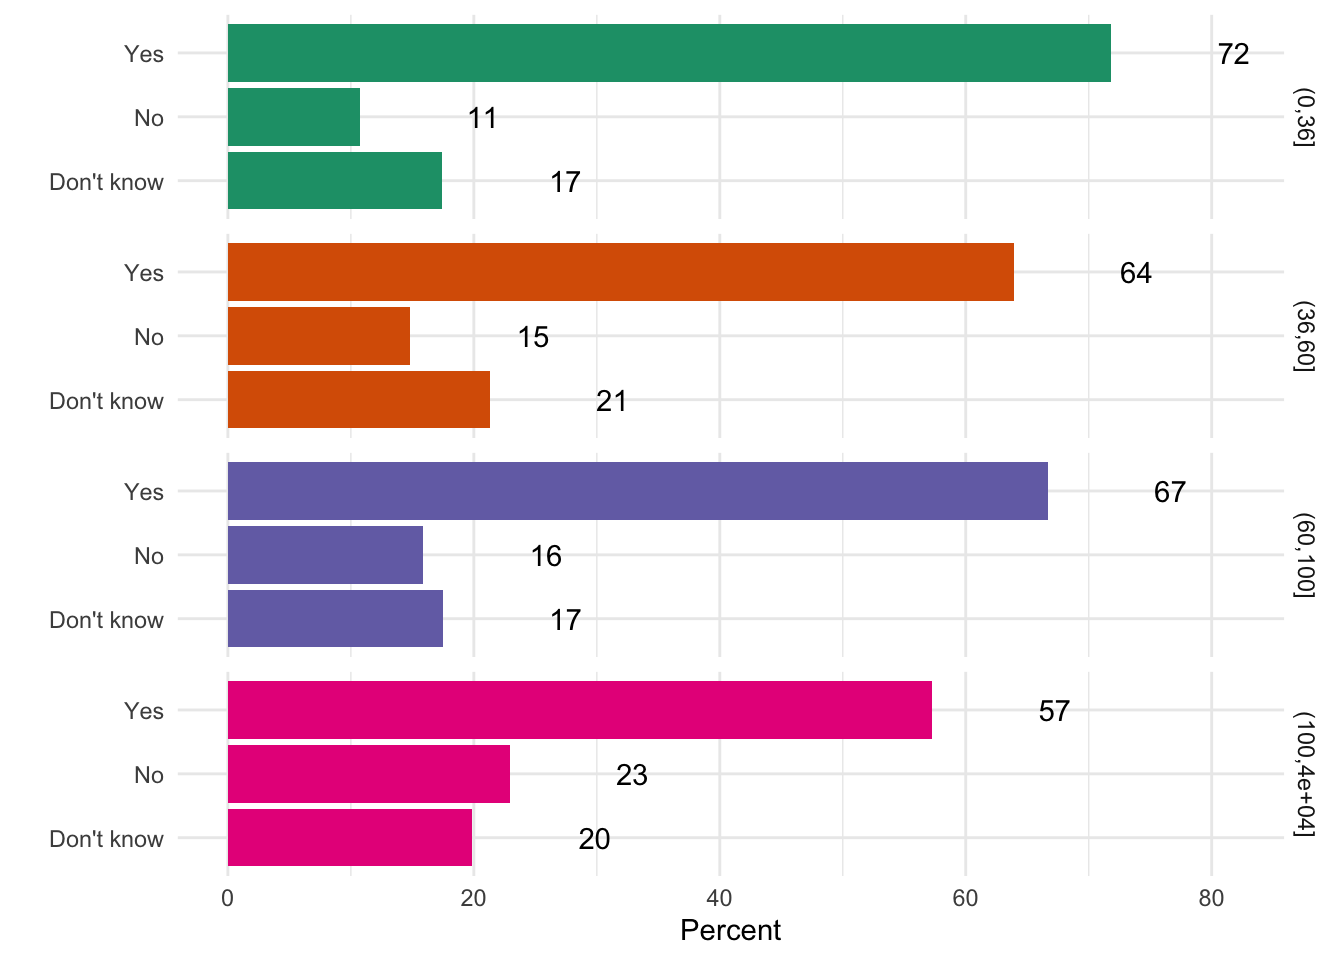 Yes 72
No 11
Don't know 17
(0,36]
Yes 64
No 15
Don't know 21
(36,60]
Yes 67
No 16
Don't know 17
(60,100]
Yes 57
No 23
Don't know 20
(100,4e+04]
0 20 40 60 80
Percent